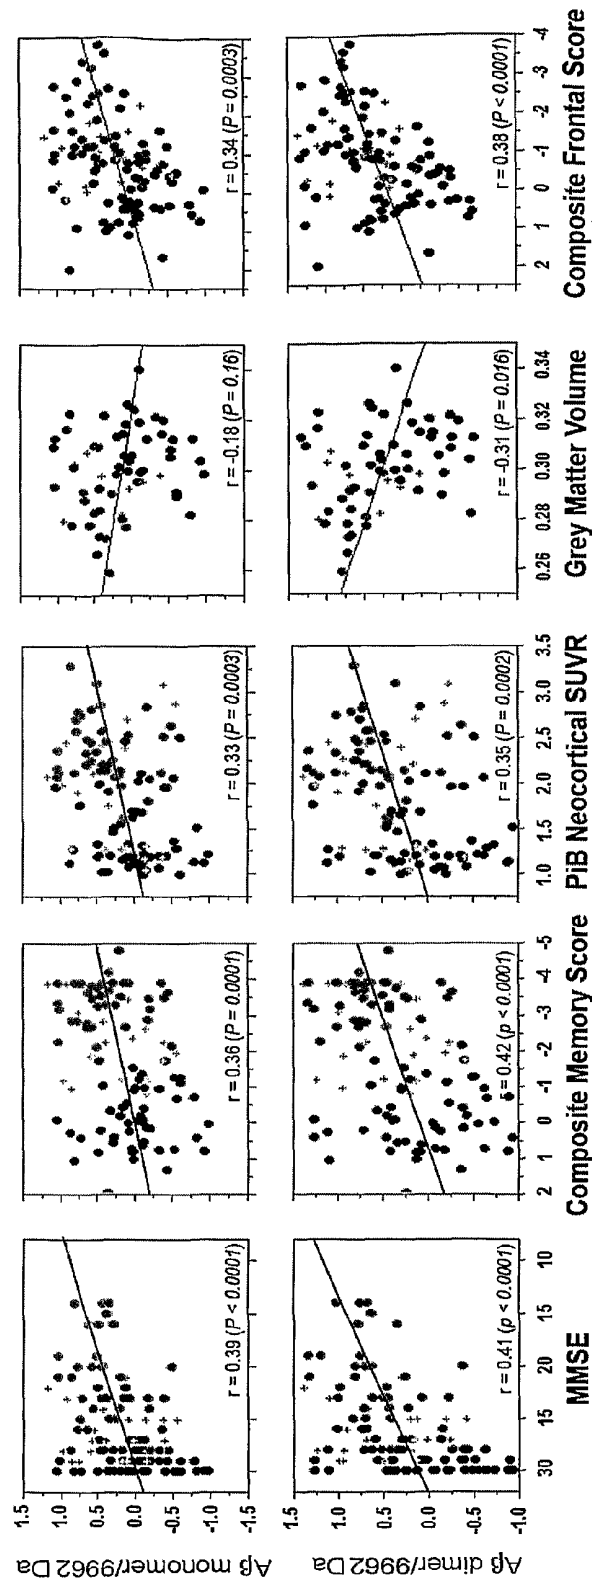 Aβ monomer/9962 Da
1.5
1.0
0.5
0.0
-0.5
-1.0
-1.5
r = 0.39 (P < 0.0001)
r = 0.36 (P = 0.0001)
r = 0.33 (P = 0.0003)
r=-0.18 (P = 0.16)
r = 0.34 (P = 0.0003)
Aβ dimer/9962 Da
1.5
1.0
0.5
0.0
-0.5
-1.0
r = 0.41 (p < 0.0001)
r = 0.42 (p < 0.0001)
r = 0.35 (P = 0.0002)
r=-0.31 (P = 0.016)
r = 0.38 (P < 0.0001)
30 15 20 15 10
2 1 0 -1 -2 -3 -4 -5
1.0 1.5 2.0 2.5 3.0 3.5
0.26 0.28 0.30 0.32 0.34
2 1 0 -1 -2 -3 -4
MMSE
Composite Memory Score
PiB Neocortical SUVR
Grey Matter Volume
Composite Frontal Score